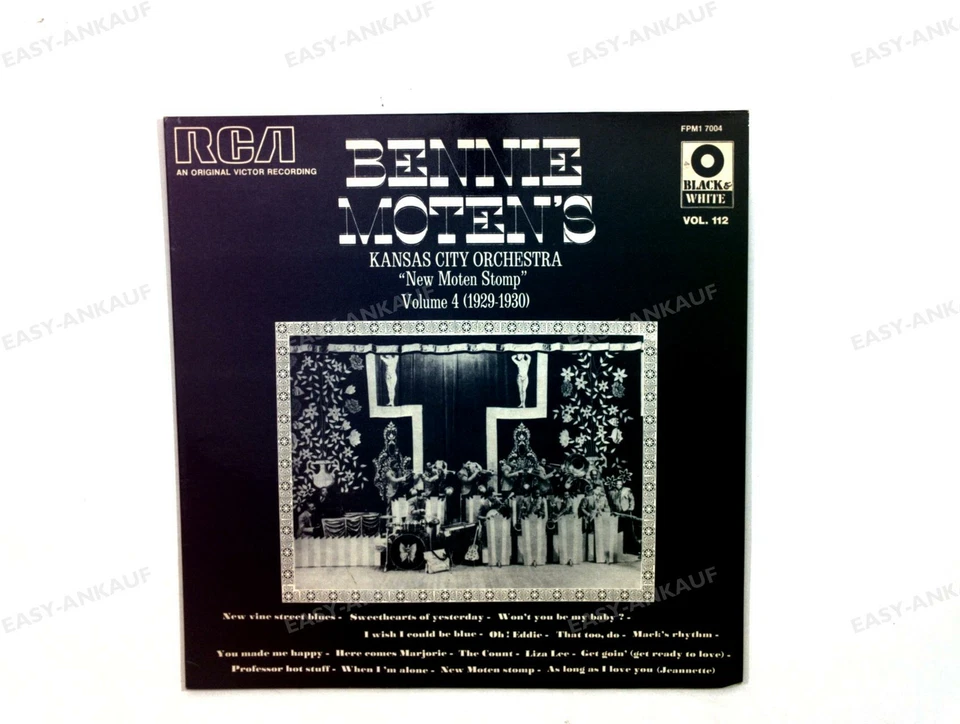 EASY-ANKAUF EASY-ANKAUF EASY-ANKAUF EASY-ANKAUF
RCA
AN ORIGINAL VICTOR RECORDING
BENNIE
MOTEN'S
KANSAS CITY ORCHESTRA
“New Moten Stomp”
Volume 4 (1929-1930)
FPM1 7004
BLACK &
WHITE
VOL. 112
EASY-ANKAUF EASY-ANKAUF EASY-ANKAUF EASY-ANKAUF
New vine street blues - Sweethearts of yesterday - Won't you be my baby ? -
I wish I could be blue - Oh ! Eddie - That too, do - Mack's rhythm -
You made me happy - Here comes Marjorie - The Count - Liza Lee - Get goin' (get ready to love) -
Professor hot stuff - When I'm alone - New Moten stomp - As long as I love you (Jeannette)
EASY-ANKAUF EASY-ANKAUF EASY-ANKAUF EASY-ANKAUF